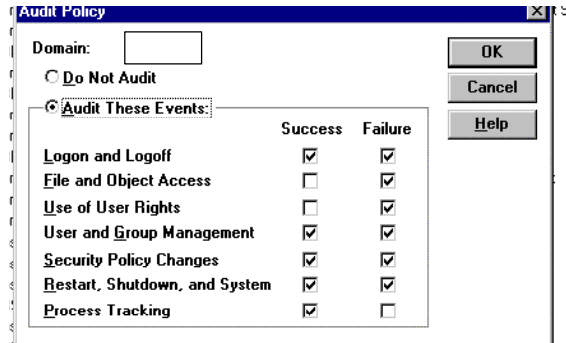 Audit Policy
Domain:
OK
Do Not Audit
Cancel
Audit These Events:
Help
Success Failure
Logon and Logoff
File and Object Access
Use of User Rights
User and Group Management
Security Policy Changes
Restart, Shutdown, and System
Process Tracking